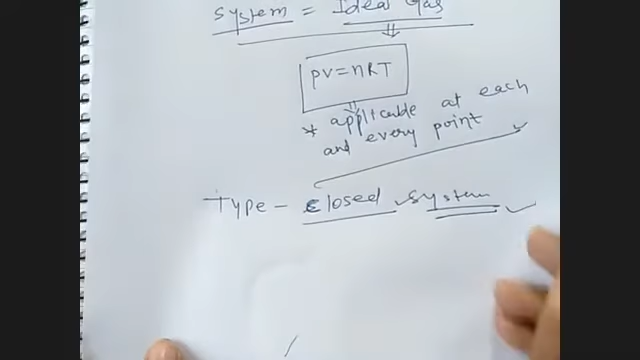 system = Ideal Gas
PV = nRT
* applicable at each
and every point
Type - closed system